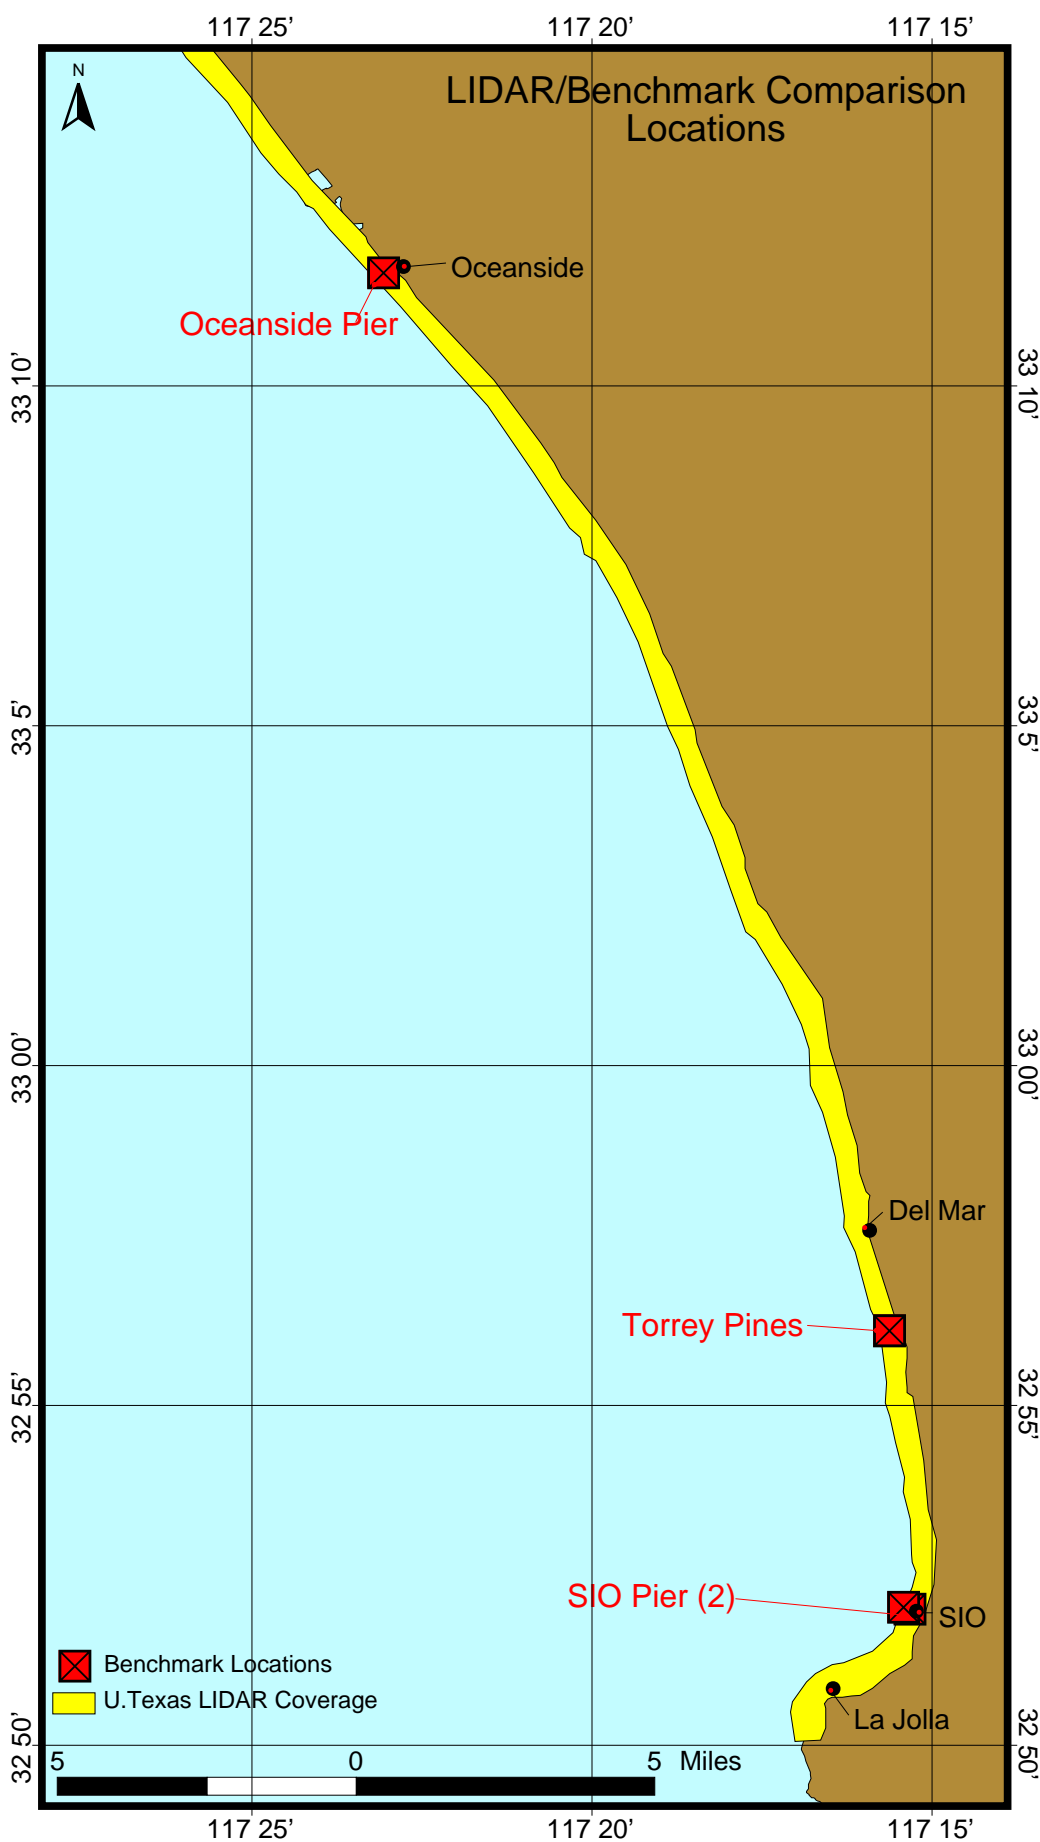 117 25’ 117 20’ 117 15’
N
LIDAR/Benchmark Comparison
Locations
Oceanside
Oceanside Pier
33 10’ 33 10’
33 5’ 33 5’
33 00’ 33 00’
Del Mar
Torrey Pines
32 55’ 32 55’
SIO Pier (2)
SIO
Benchmark Locations
U.Texas LIDAR Coverage
La Jolla
32 50’ 32 50’
5 0 5 Miles
117 25’ 117 20’ 117 15’